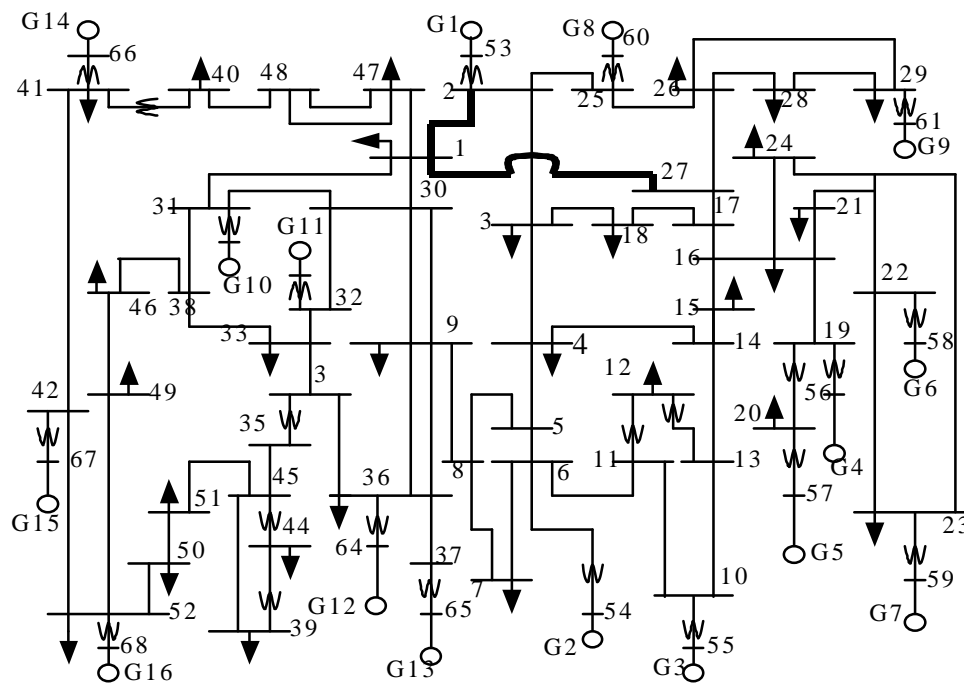 G14 G1 G8
66 53 60
41 40 48 47 2 25 26 28 29
61
G9
24
1
27
30
31 G11 3 18 17 21
G10 16 22
46 38 32 15
33 9 4 14 19 58
3 12 56 G6
42 49 5 20
35 8 6 11 13 G4
67 45 36 57
51 23
G15 44 64 37 G5
50 10 59
52 G12 65 7 54
39 G2 55 G7
68 G3
G16 G13